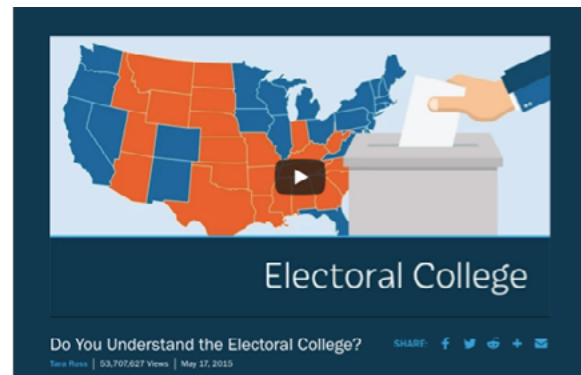 Electoral College
Do You Understand the Electoral College?
SHARE:
Tara Ross | 53,707,627 Views | May 17, 2015